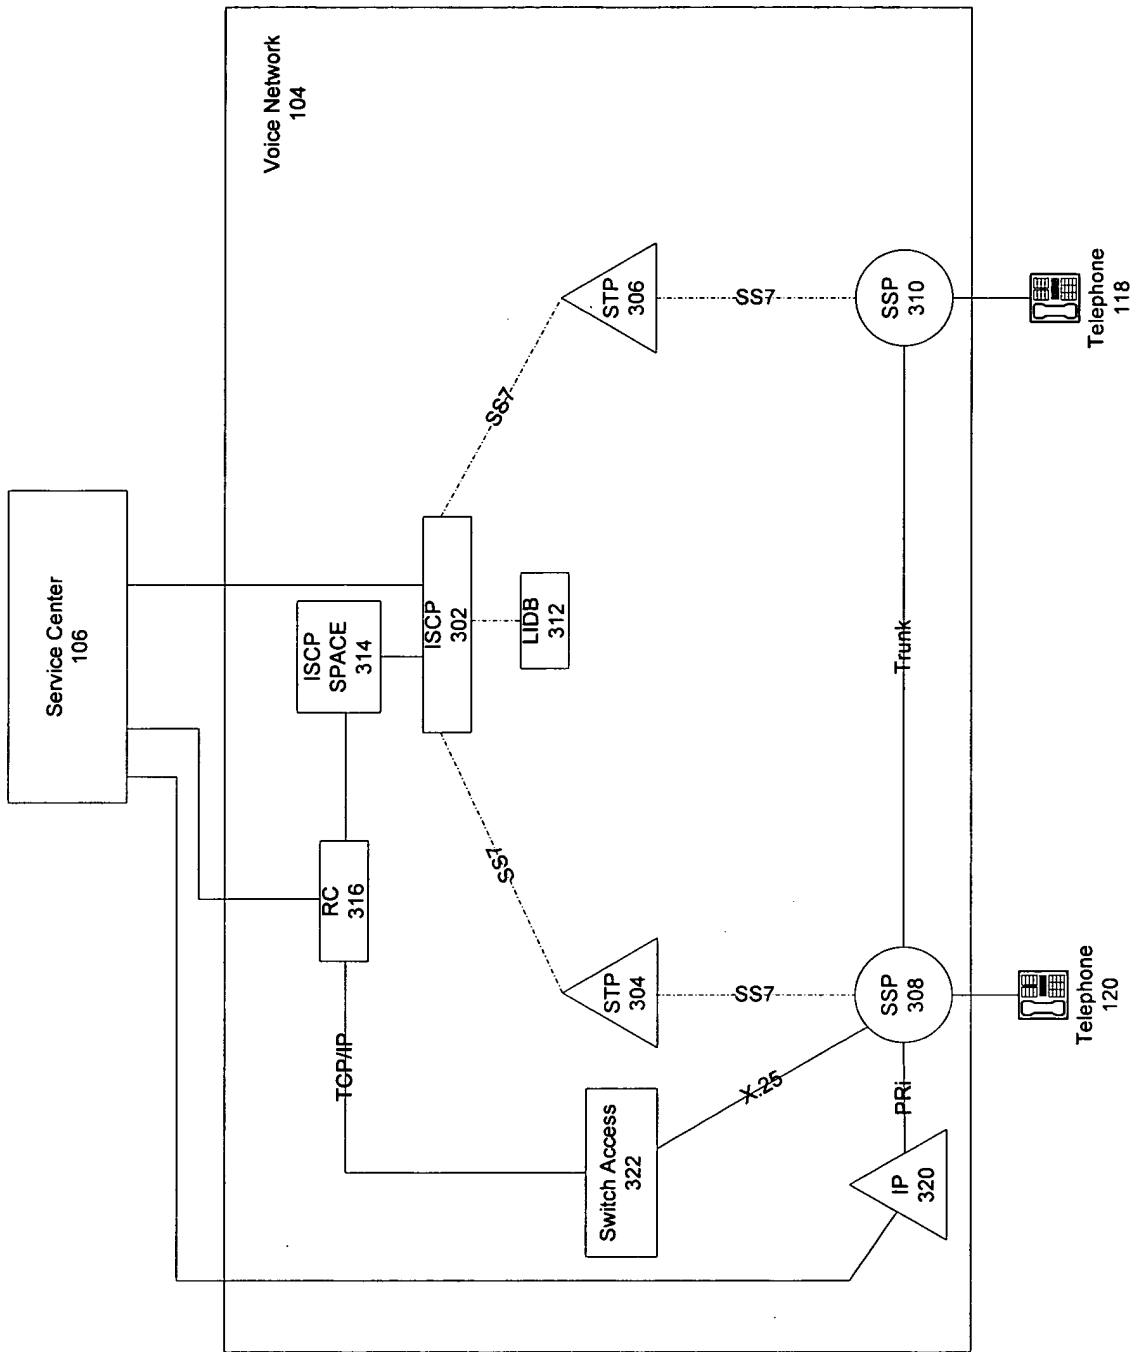 Service Center
106
Voice Network
104
ISCP
SPACE
314
RC
316
ISCP
302
LIDB
312
TCP/IP
SS7
SS7
Switch Access
322
STP
304
STP
306
X.25
SS7
SS7
IP
320
PRi
SSP
308
Trunk
SSP
310
Telephone
120
Telephone
118